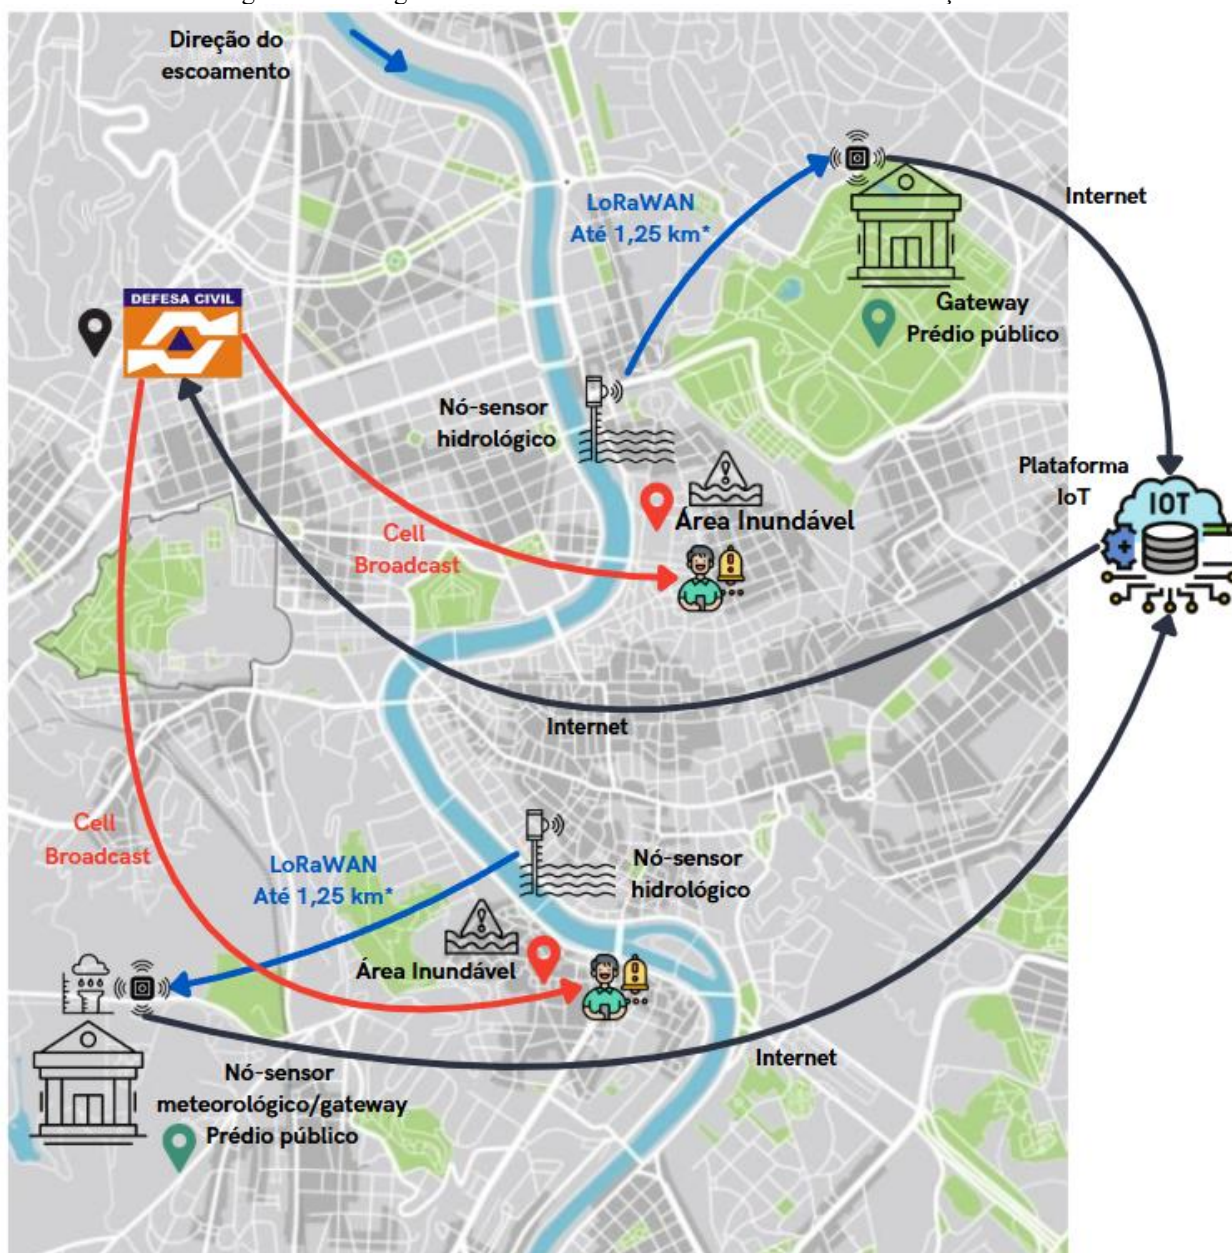 Direção do
escoamento
LoRaWAN
Até 1,25 km*
Internet
Gateway
Prédio público
DEFESA CIVIL
Nó-sensor
hidrológico
Plataforma
IoT
IOT
Área Inundável
Cell
Broadcast
Internet
Cell
Broadcast
LoRaWAN
Até 1,25 km*
Nó-sensor
hidrológico
Área Inundável
Internet
Nó-sensor
meteorológico/gateway
Prédio público